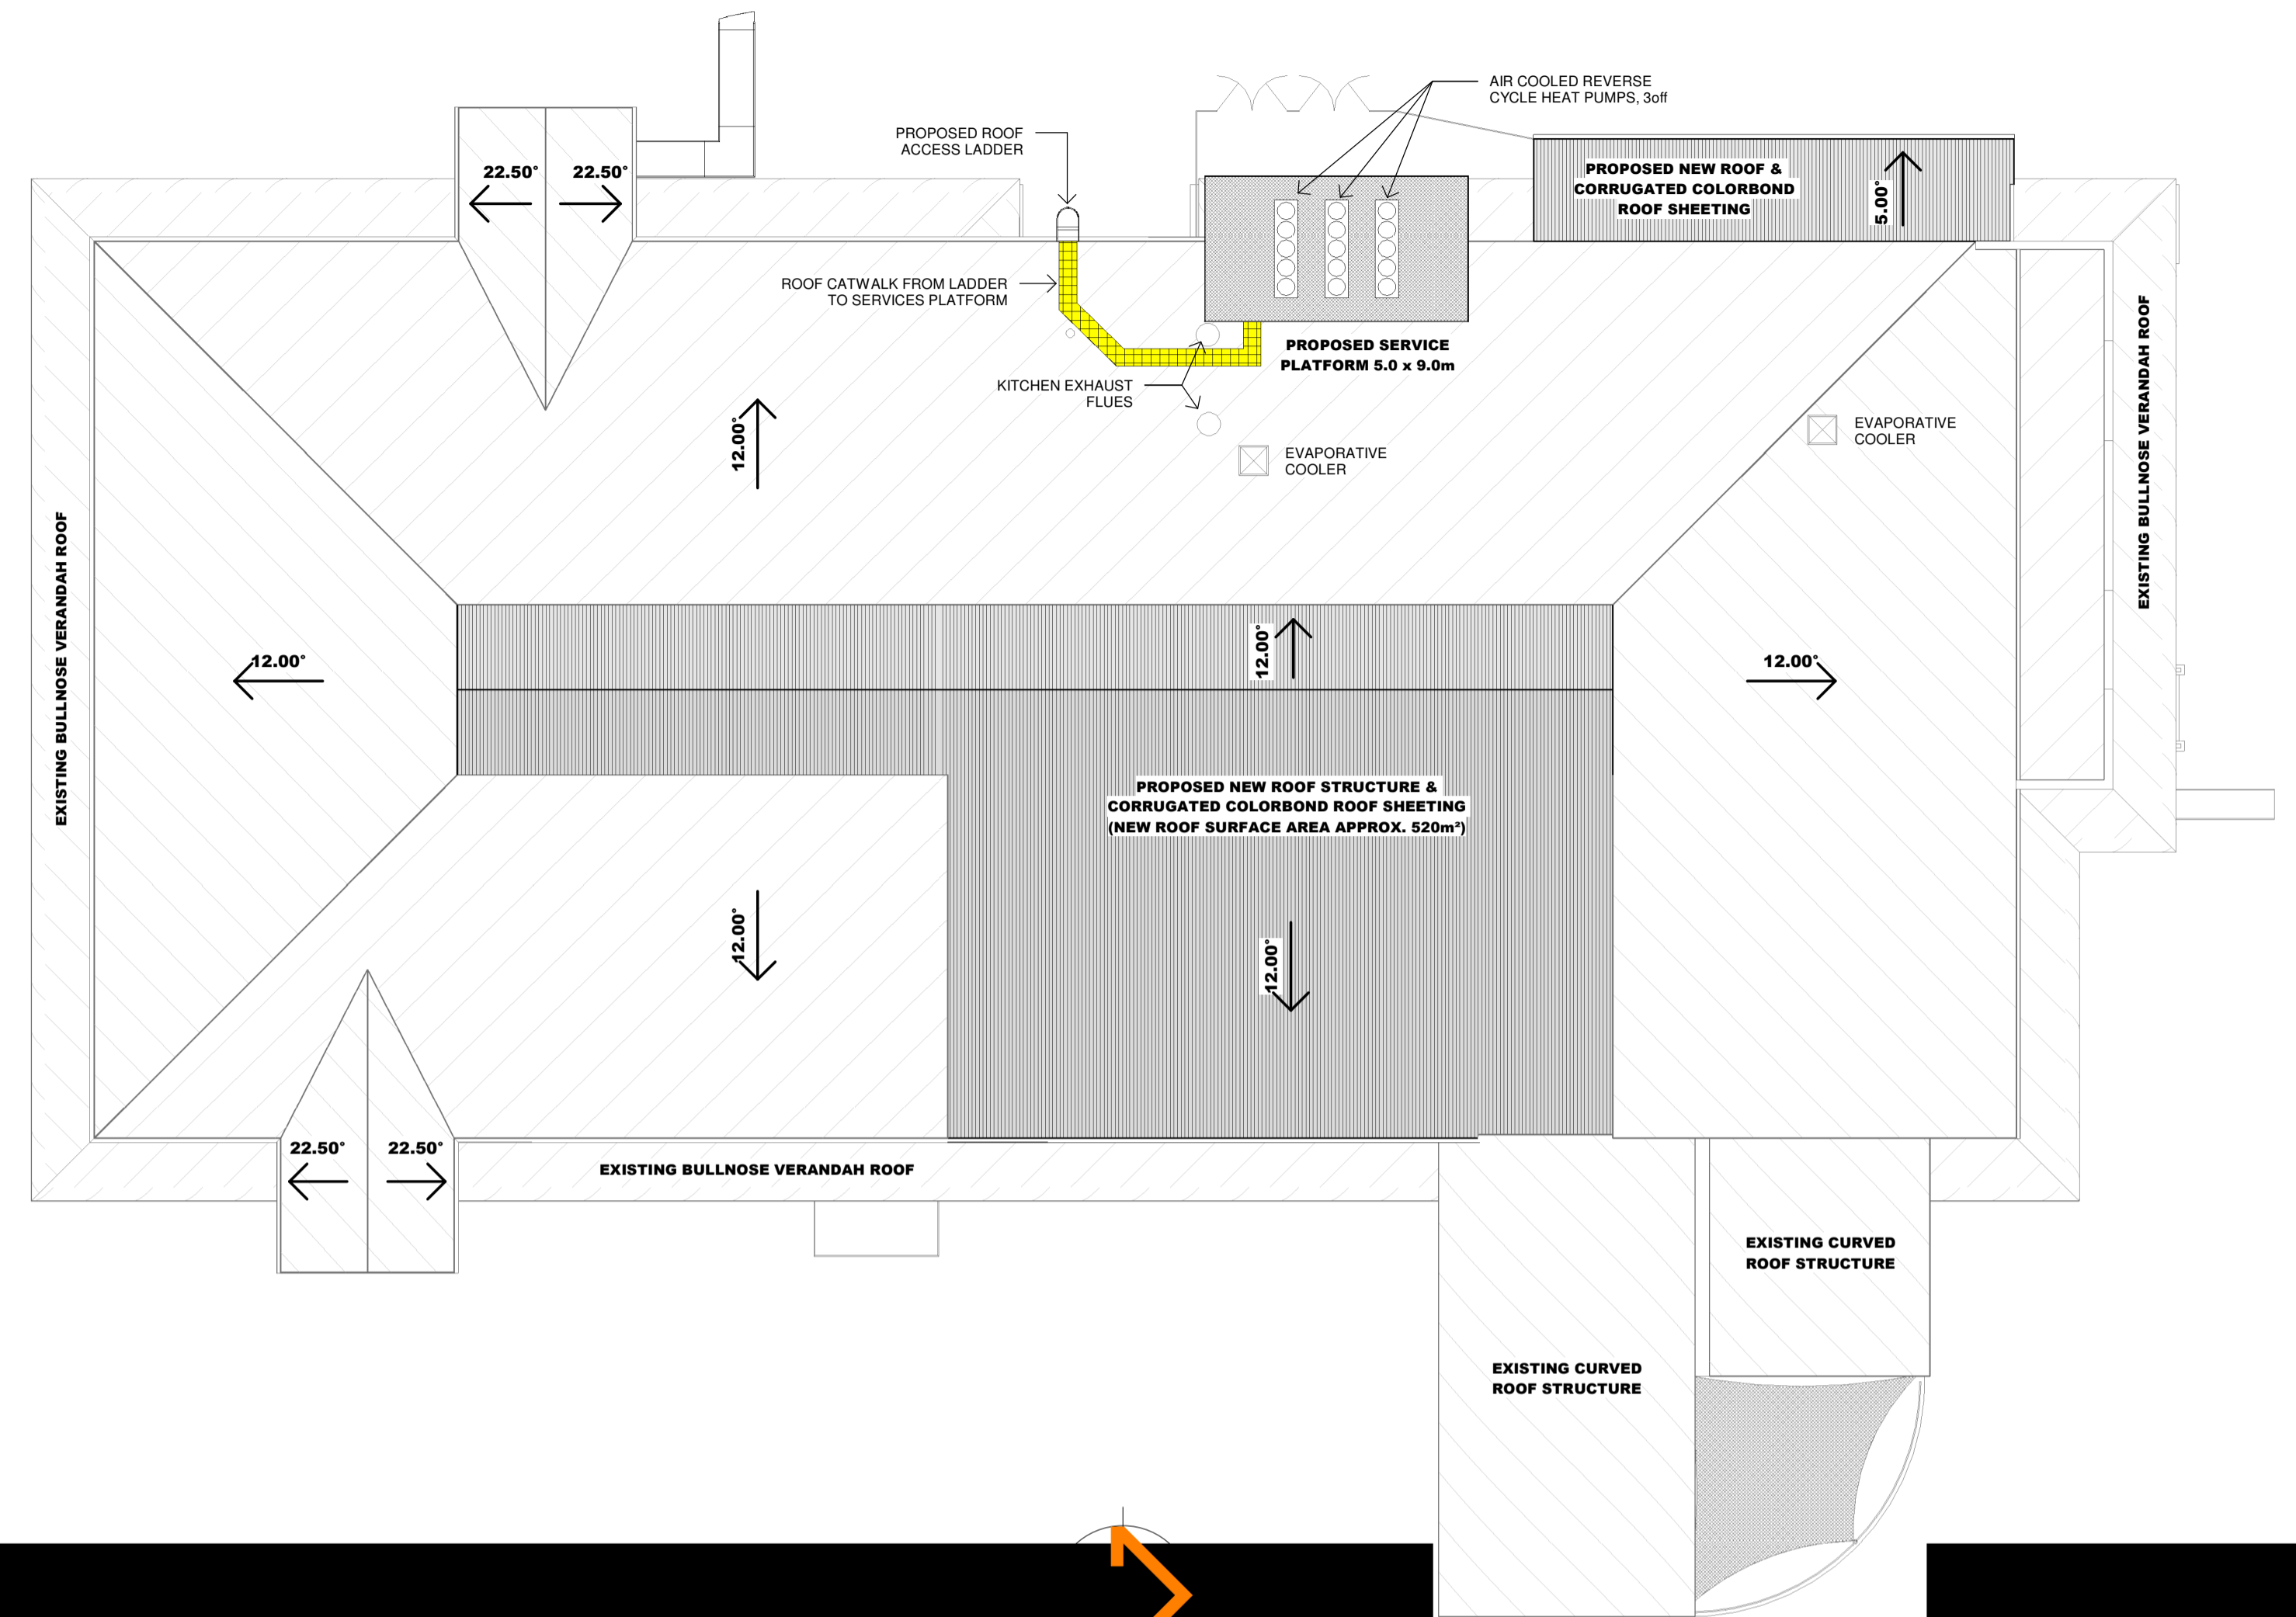 AIR COOLED REVERSE
CYCLE HEAT PUMPS, 3off
PROPOSED ROOF
ACCESS LADDER
22.50°
22.50°
PROPOSED NEW ROOF &
CORRUGATED COLORBOND
ROOF SHEETING
5.00°
ROOF CATWALK FROM LADDER
TO SERVICES PLATFORM
PROPOSED SERVICE
PLATFORM 5.0 x 9.0m
KITCHEN EXHAUST
FLUES
12.00°
EVAPORATIVE
COOLER
EVAPORATIVE
COOLER
EXISTING BULLNOSE VERANDAH ROOF
EXISTING BULLNOSE VERANDAH ROOF
12.00°
12.00°
12.00°
PROPOSED NEW ROOF STRUCTURE &
CORRUGATED COLORBOND ROOF SHEETING
(NEW ROOF SURFACE AREA APPROX. 520m²)
12.00°
12.00°
22.50°
22.50°
EXISTING BULLNOSE VERANDAH ROOF
EXISTING CURVED
ROOF STRUCTURE
EXISTING CURVED
ROOF STRUCTURE